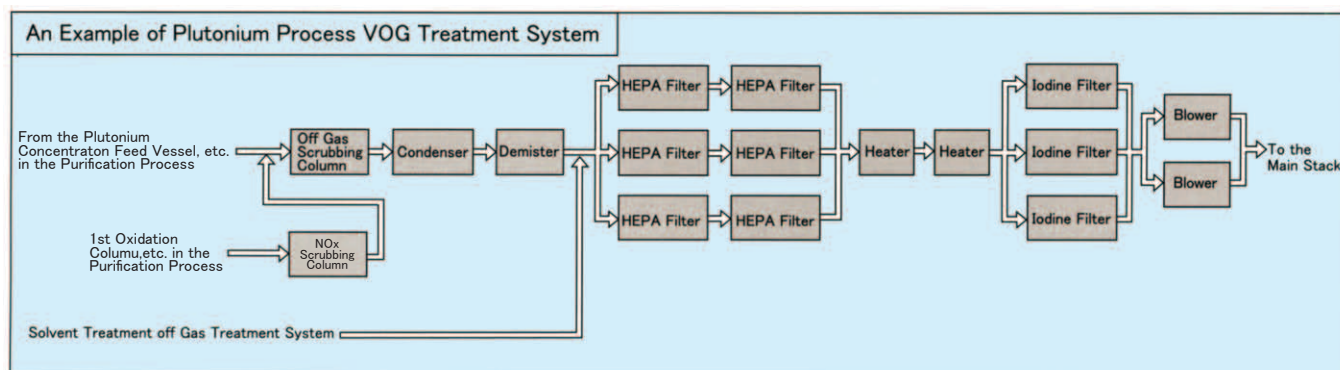 An Example of Plutonium Process VOG Treatment System
From the Plutonium
Concentraton Feed Vessel, etc.
in the Purification Process
Off Gas
Scrubbing
Column
Condenser
Demister
HEPA Filter
HEPA Filter
HEPA Filter
HEPA Filter
HEPA Filter
HEPA Filter
Heater
Heater
Iodine Filter
Iodine Filter
Iodine Filter
Blower
Blower
To the
Main Stack
1st Oxidation
Columu,etc. in the
Purification Process
NOx
Scrubbing
Column
Solvent Treatment off Gas Treatment System